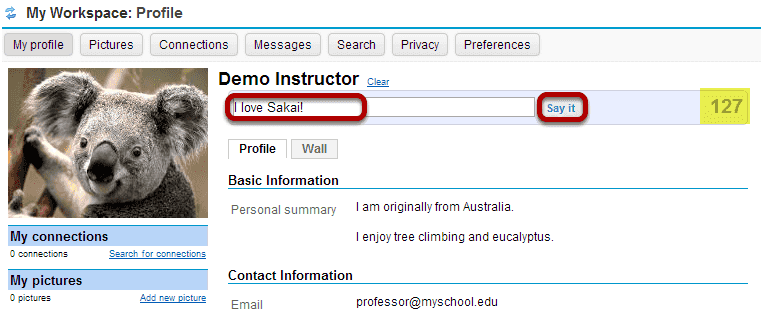 My Workspace: Profile
My profile Pictures Connections Messages Search Privacy Preferences
Demo Instructor Clear
I love Sakai! Say it 127
Profile Wall
Basic Information
Personal summary I am originally from Australia.
I enjoy tree climbing and eucalyptus.
My connections
0 connections Search for connections
My pictures
0 pictures Add new picture
Contact Information
Email professor@myschool.edu